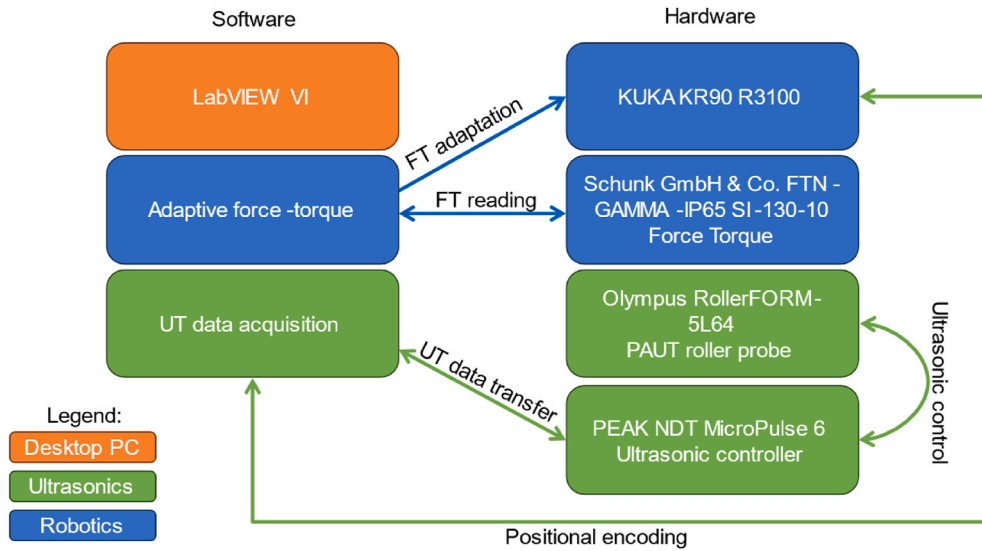 Software
Hardware
LabVIEW VI
KUKA KR90 R3100
FT adaptation
Adaptive force -torque
FT reading
Schunk GmbH & Co. FTN -
GAMMA -IP65 SI -130-10
Force Torque
UT data acquisition
Olympus RollerFORM-
5L64
PAUT roller probe
Ultrasonic control
UT data transfer
PEAK NDT MicroPulse 6
Ultrasonic controller
Legend:
Desktop PC
Ultrasonics
Robotics
Positional encoding